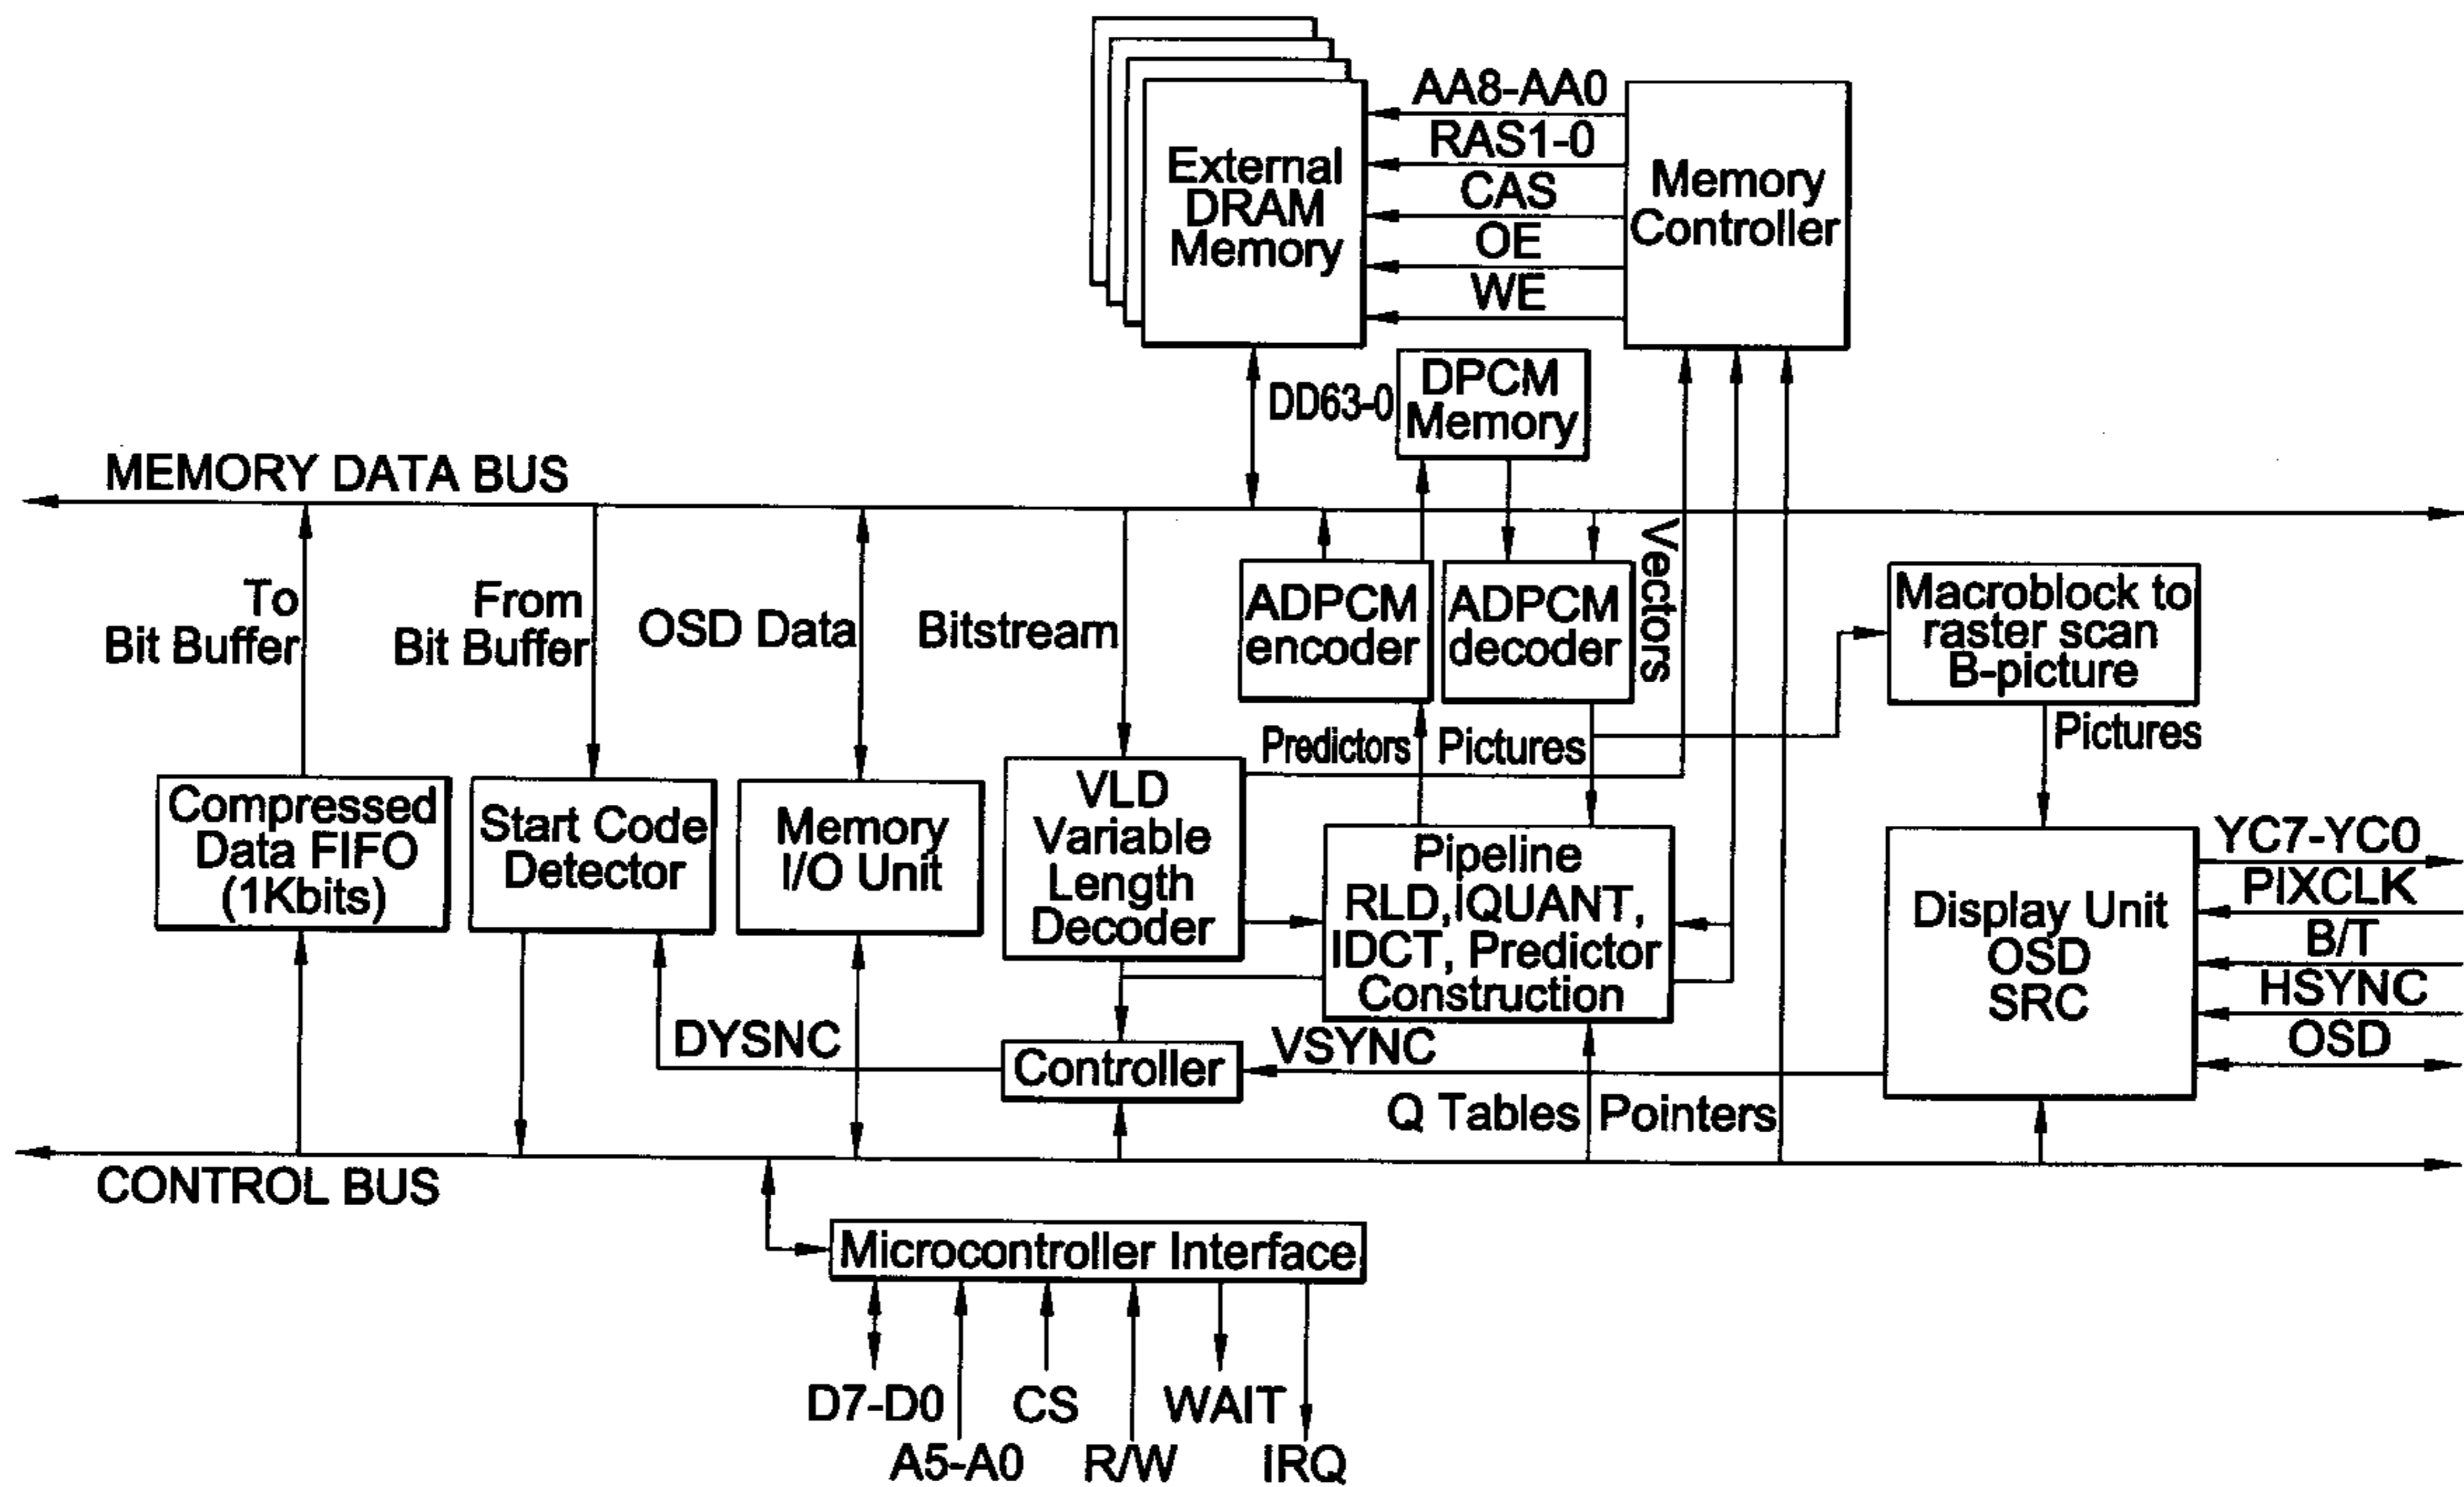 AA8-AA0
RAS1-0
CAS
OE
WE
External
DRAM
Memory
Memory
Controller
DD63-0
DPCM
Memory
MEMORY DATA BUS
To
Bit Buffer
From
Bit Buffer
OSD Data
Bitstream
ADPCM
encoder
ADPCM
decoder
Vectors
Macroblock to
raster scan
B-picture
Predictors
Pictures
Pictures
Compressed
Data FIFO
(1Kbits)
Start Code
Detector
Memory
I/O Unit
VLD
Variable
Length
Decoder
Pipeline
RLD,IQUANT,
IDCT, Predictor
Construction
Display Unit
OSD
SRC
YC7-YC0
PIXCLK
B/T
HSYNC
OSD
DYSNC
Controller
VSYNC
Q Tables
Pointers
CONTROL BUS
Microcontroller Interface
D7-D0
CS
WAIT
A5-A0
R/W
IRQ